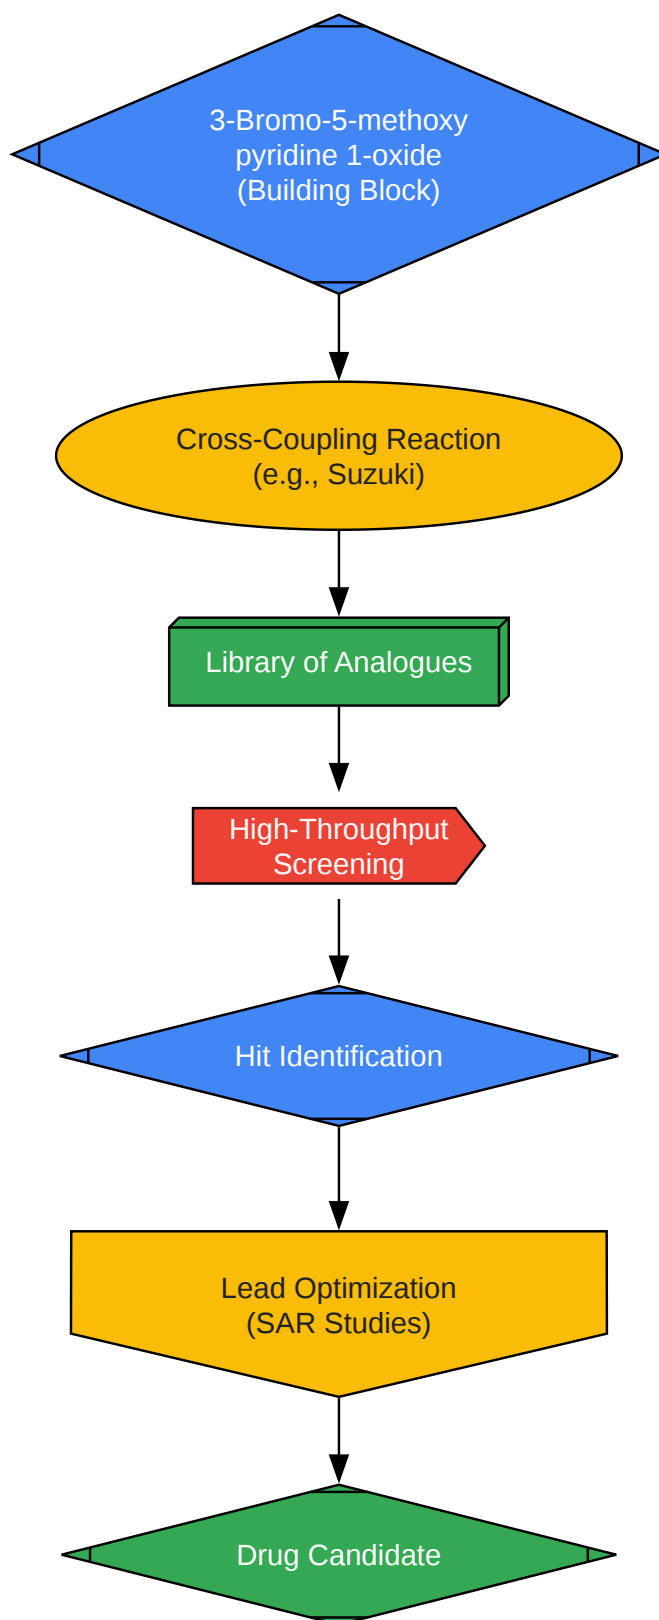 3-Bromo-5-methoxy
pyridine 1-oxide
(Building Block)
Cross-Coupling Reaction
(e.g., Suzuki)
Library of Analogues
High-Throughput
Screening
Hit Identification
Lead Optimization
(SAR Studies)
Drug Candidate